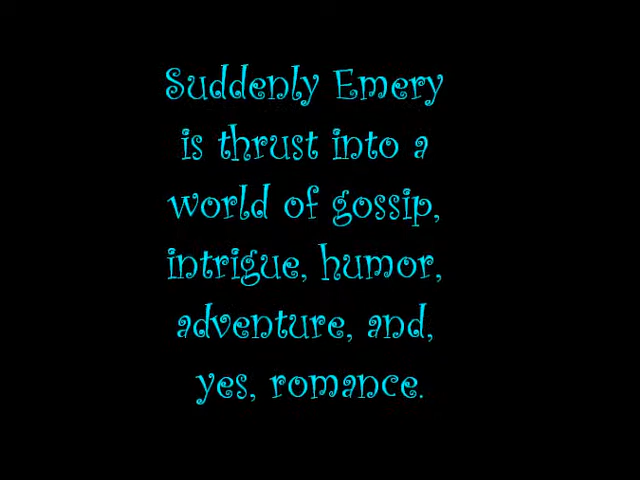 Suddenly Emery
is thrust into a
world of gossip,
intrigue, humor,
adventure, and,
yes, romance.